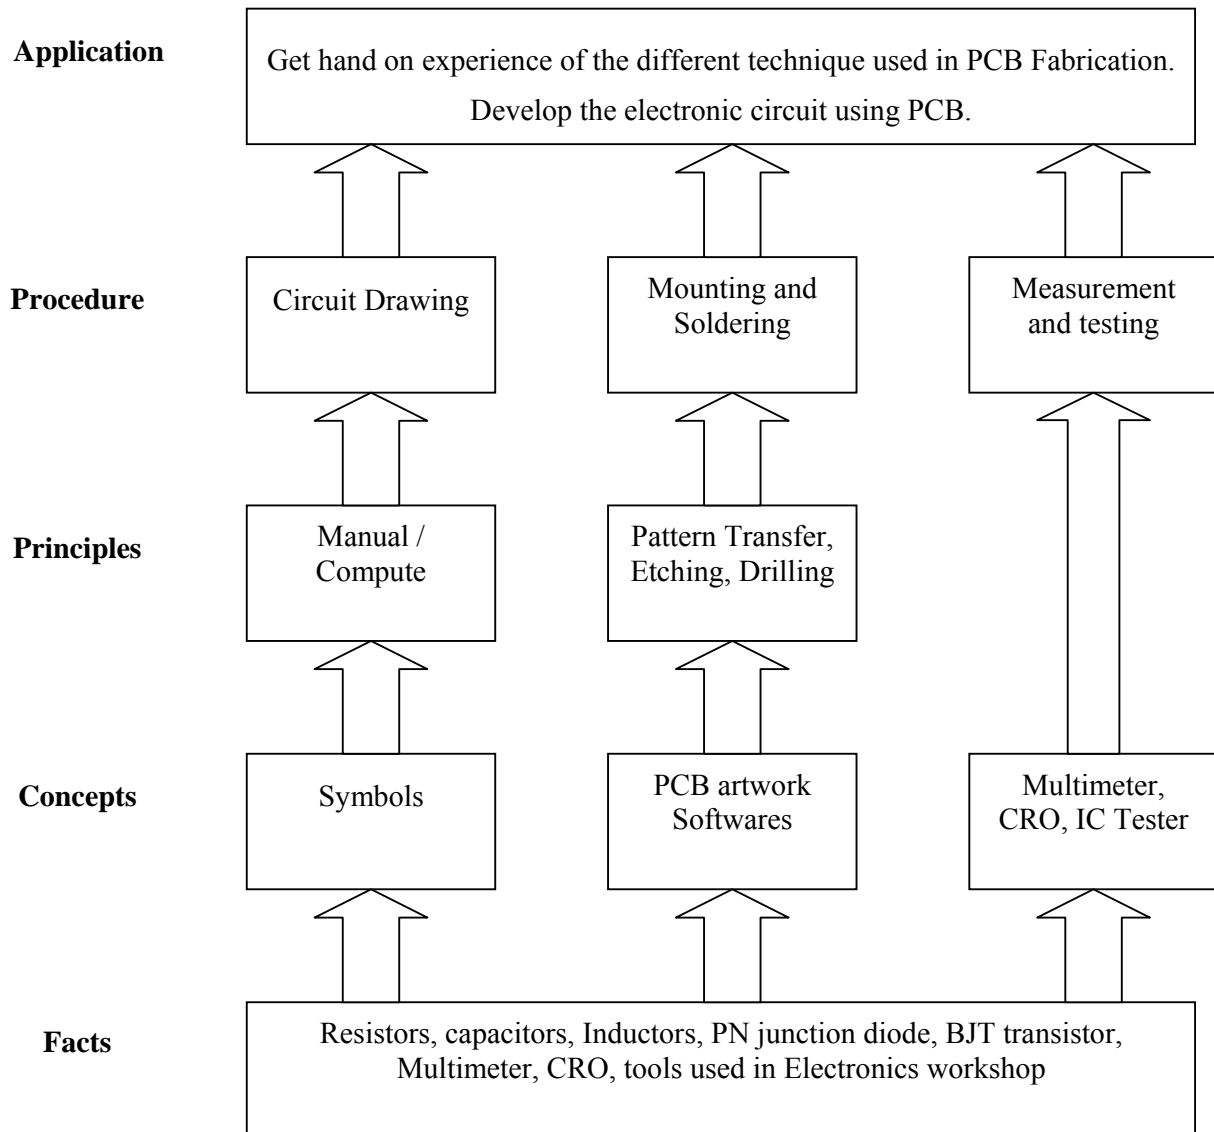 Application
Get hand on experience of the different technique used in PCB Fabrication.
Develop the electronic circuit using PCB.
Procedure
Circuit Drawing
Mounting and
Soldering
Measurement
and testing
Principles
Manual /
Compute
Pattern Transfer,
Etching, Drilling
Concepts
Symbols
PCB artwork
Softwares
Multimeter,
CRO, IC Tester
Facts
Resistors, capacitors, Inductors, PN junction diode, BJT transistor,
Multimeter, CRO, tools used in Electronics workshop